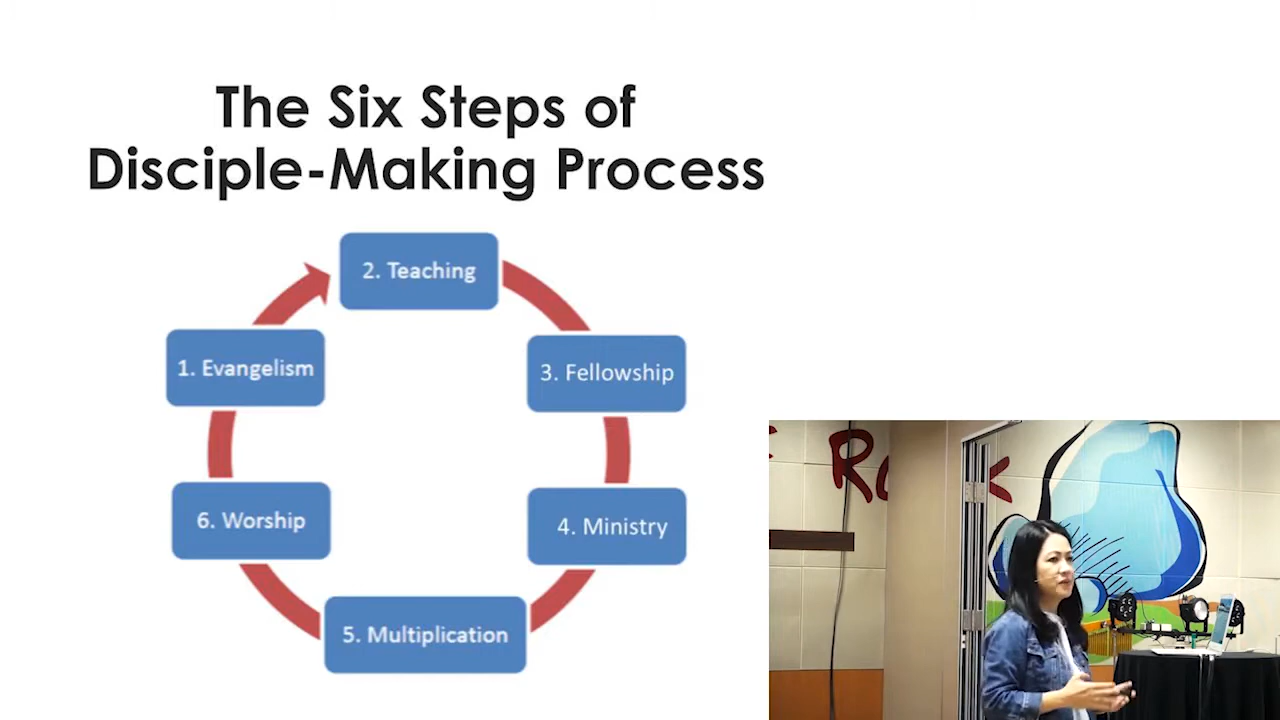 The Six Steps of
Disciple-Making Process
2. Teaching
1. Evangelism
3. Fellowship
6. Worship
4. Ministry
5. Multiplication